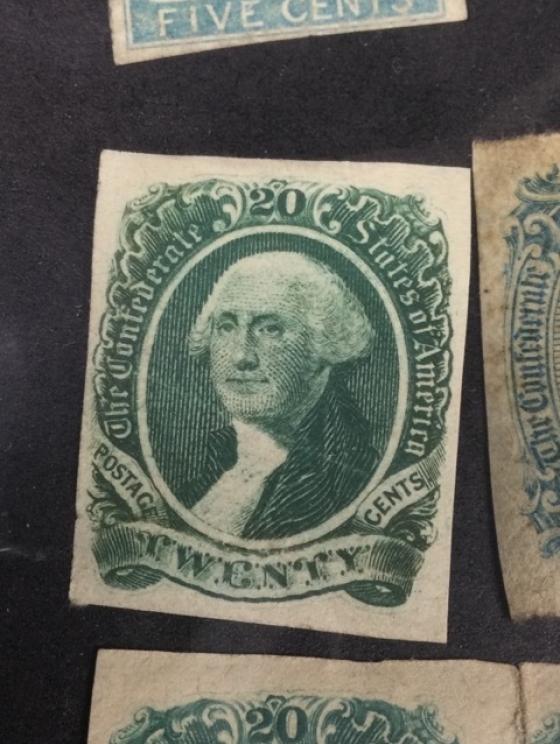 FIVE CENTS
20
The Confederate States of America
POSTAGE
CENTS
TWENTY
The Confederate
20